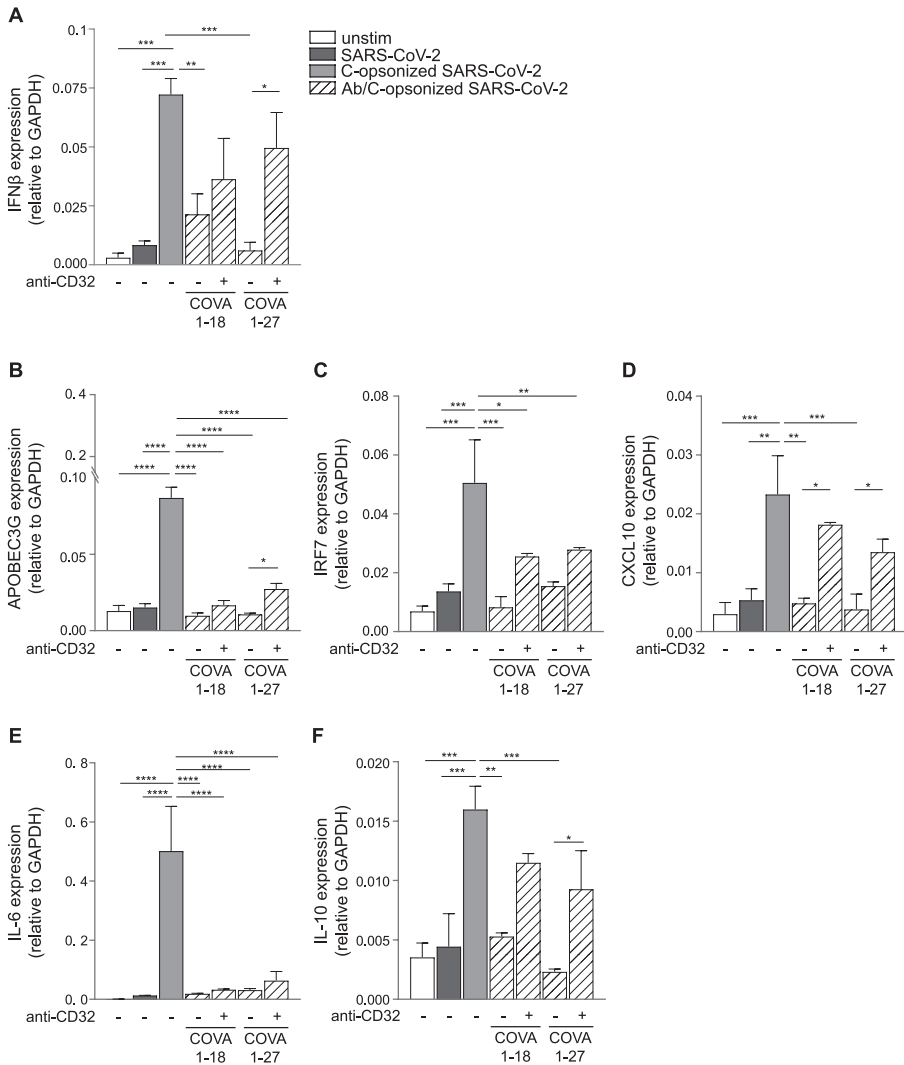 A
IFNβ expression
(relative to GAPDH)
0.1
0.075
0.05
0.025
0.000
***
***
***
**
*
unstim
SARS-CoV-2
C-opsonized SARS-CoV-2
Ab/C-opsonized SARS-CoV-2
anti-CD32 - - - - + - +
COVA COVA
1-18 1-27
B
APOBEC3G expression
(relative to GAPDH)
0.4
0.2
0.10
0.05
0.00
****
****
**** ****
**** ****
*
anti-CD32 - - - - + - +
COVA COVA
1-18 1-27
C
IRF7 expression
(relative to GAPDH)
0.08
0.06
0.04
0.02
0.00
**
*** *
*** ***
- - - - + - +
COVA COVA
1-18 1-27
D
CXCL10 expression
(relative to GAPDH)
0.04
0.03
0.02
0.01
0.00
*** ***
** **
* *
anti-CD32 - - - - + - +
COVA COVA
1-18 1-27
E
IL-6 expression
(relative to GAPDH)
0.8
0.6
0.4
0.2
0.0
****
****
**** ****
**** ****
anti-CD32 - - - - + - +
COVA COVA
1-18 1-27
F
IL-10 expression
(relative to GAPDH)
0.020
0.015
0.010
0.005
0.000
*** ***
*** **
*
anti-CD32 - - - - + - +
COVA COVA
1-18 1-27